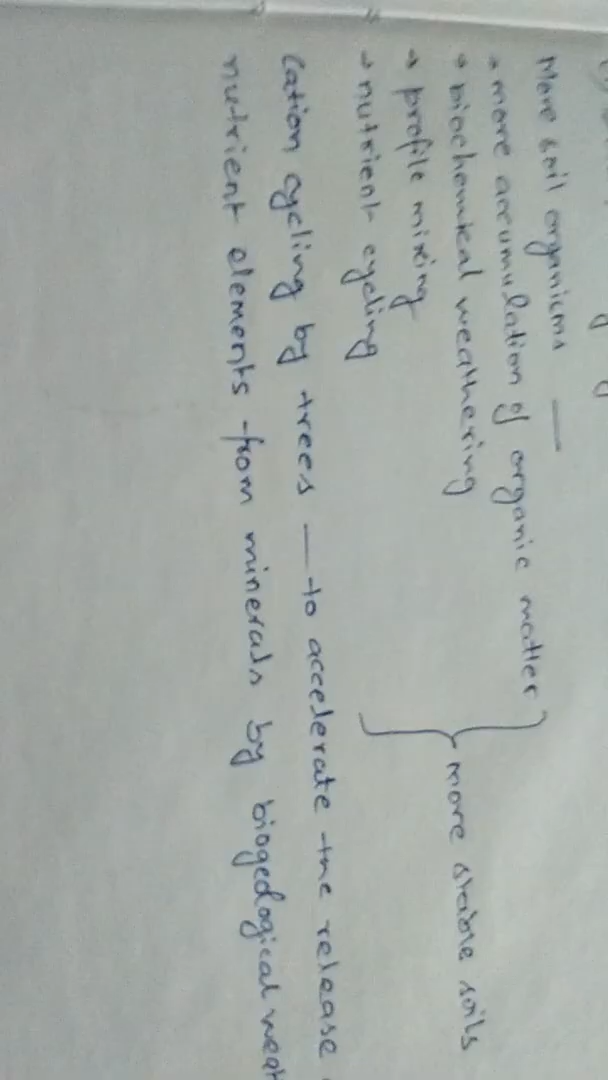 More soil organisms —
→ more accumulation of organic matter
→ biochemical weathering
→ profile mixing
→ nutrient cycling
} more stable soils
Cation cycling by trees — to accelerate the release
nutrient elements from minerals by biogeological weat